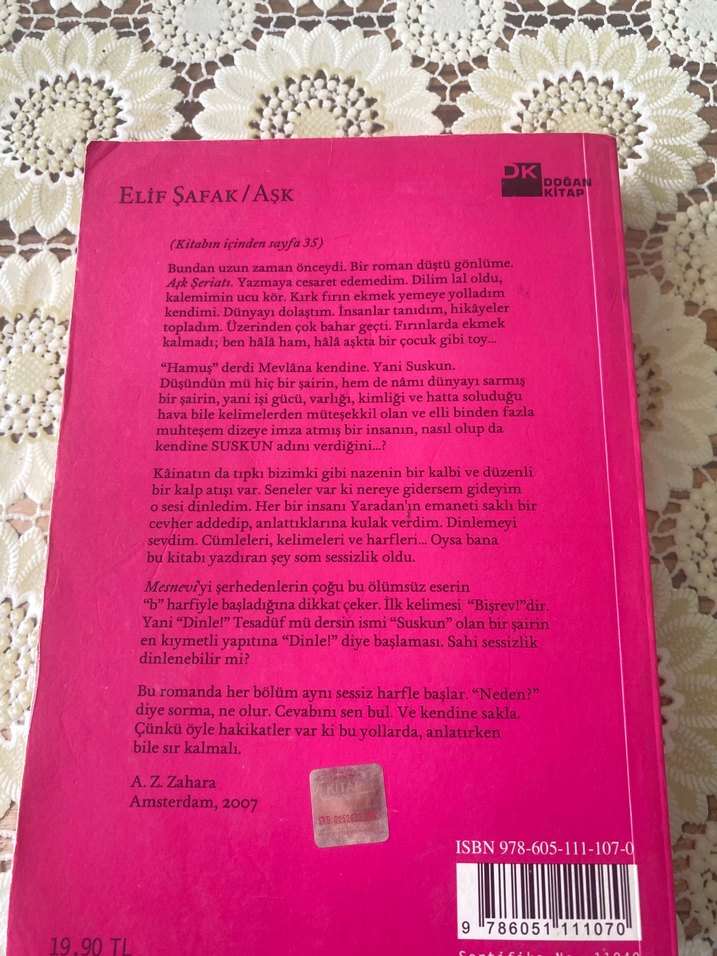 ELİF ŞAFAK/AŞK
DK
DOĞAN
KİTAP
(Kitabın içinden sayfa 35)
Bundan uzun zaman önceydi. Bir roman düştü gönlüme.
Aşk Şeriatı. Yazmaya cesaret edemedim. Dilim lal oldu,
kalemimin ucu kör. Kırk fırın ekmek yemeye yolladım
kendimi. Dünyayı dolaştım. İnsanlar tanıdım, hikâyeler
topladım. Üzerinden çok bahar geçti. Fırınlarda ekmek
kalmadı; ben hâlâ ham, hâlâ aşkta bir çocuk gibi toy...
“Hamuş” derdi Mevlâna kendine. Yani Suskun.
Düşündün mü hiç bir şairin, hem de nâmı dünyayı sarmış
bir şairin, yani işi gücü, varlığı, kimliği ve hatta soluduğu
hava bile kelimelerden müteşekkil olan ve elli binden fazla
muhteşem dizeye imza atmış bir insanın, nasıl olup da
kendine SUSKUN adını verdiğini...?
Kâinatın da tıpkı bizimki gibi nazenin bir kalbi ve düzenli
bir kalp atışı var. Seneler var ki nereye gidersem gideyim
o sesi dinledim. Her bir insanı Yaradan'ın emaneti saklı bir
cevher addedip, anlattıklarına kulak verdim. Dinlemeyi
sevdim. Cümleleri, kelimeleri ve harfleri... Oysa bana
bu kitabı yazdıran şey som sessizlik oldu.
Mesnevi'yi şerhedenlerin çoğu bu ölümsüz eserin
“b” harfiyle başladığına dikkat çeker. İlk kelimesi “Bişrev!”dir.
Yani “Dinle!” Tesadüf mü dersin ismi “Suskun” olan bir şairin
en kıymetli yapıtına “Dinle!” diye başlaması. Sahi sessizlik
dinlenebilir mi?
Bu romanda her bölüm aynı sessiz harfle başlar. “Neden?”
diye sorma, ne olur. Cevabını sen bul. Ve kendine sakla.
Çünkü öyle hakikatler var ki bu yollarda, anlatırken
bile sır kalmalı.
A. Z. Zahara
Amsterdam, 2007
KİTAP
SKB
ISBN 978-605-111-107-0
9 786051 111070
19,90 TL